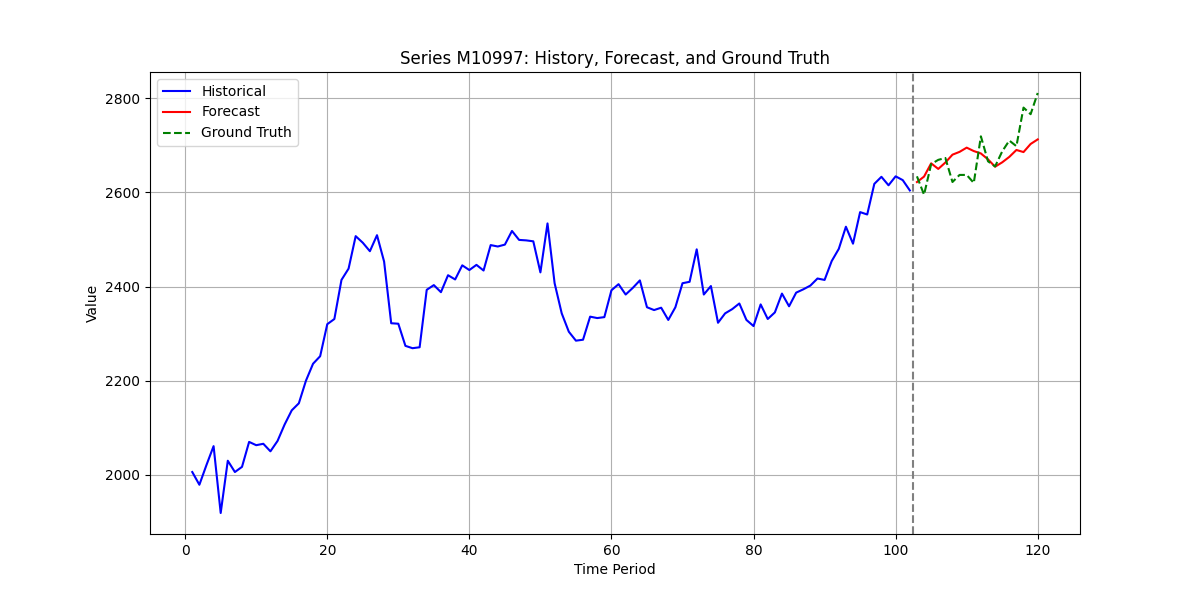 Series M10997: History, Forecast, and Ground Truth
Historical
Forecast
Ground Truth
2800
2600
2400
2200
2000
Value
0 20 40 60 80 100 120
Time Period